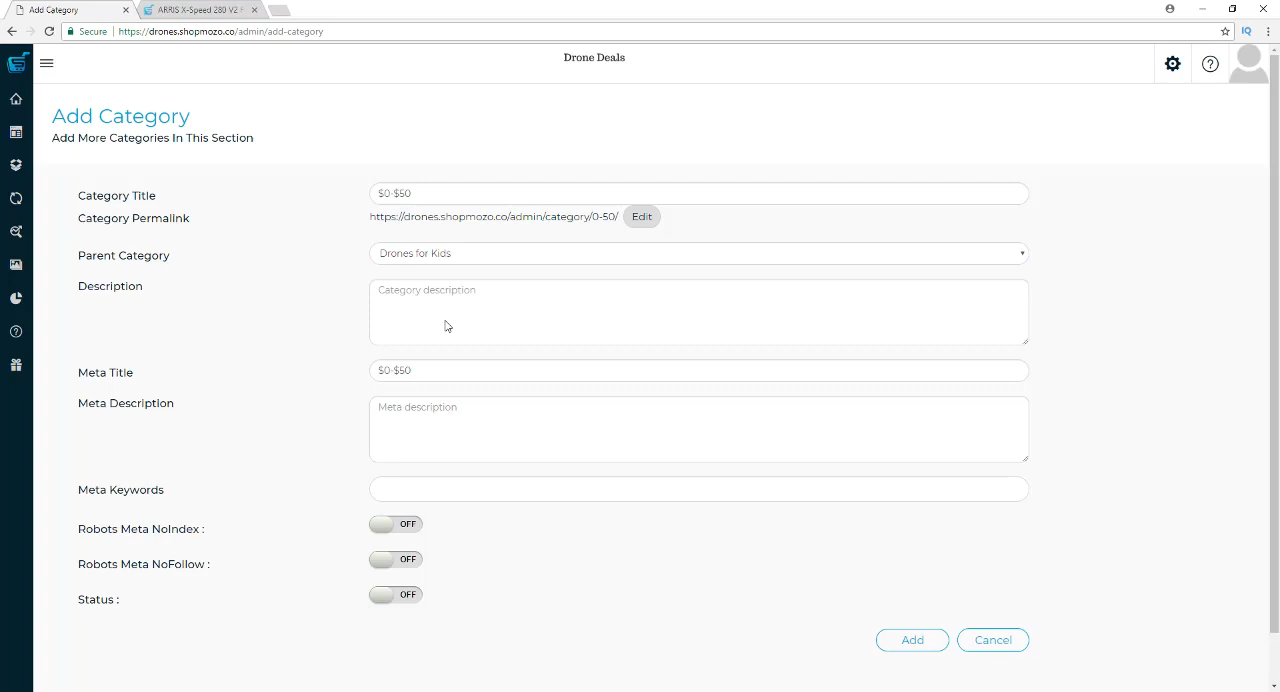 Add Category
ARRIS X-Speed 280 V2 F
Secure
https://drones.shopmozo.co/admin/add-category
IQ
Drone Deals
Add Category
Add More Categories In This Section
Category Title
$0-$50
Category Permalink
https://drones.shopmozo.co/admin/category/0-50/
Edit
Parent Category
Drones for Kids
Description
Category description
Meta Title
$0-$50
Meta Description
Meta description
Meta Keywords
Robots Meta NoIndex :
OFF
Robots Meta NoFollow :
OFF
Status :
OFF
Add
Cancel